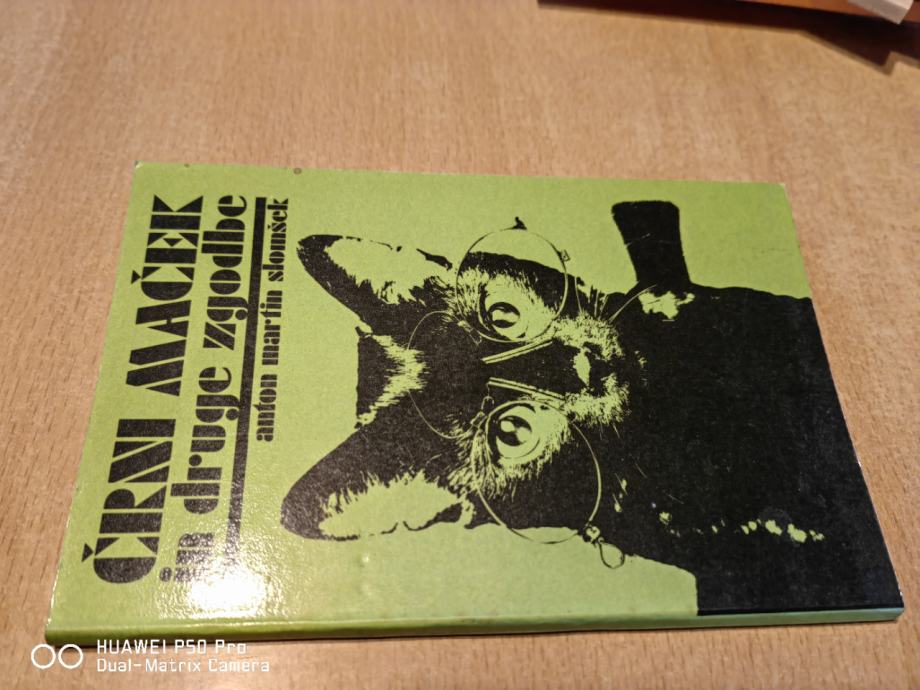 ČRNI MAČEK
in druge zgodbe
anton martin slomšek
HUAWEI P50 Pro
Dual-Matrix Camera